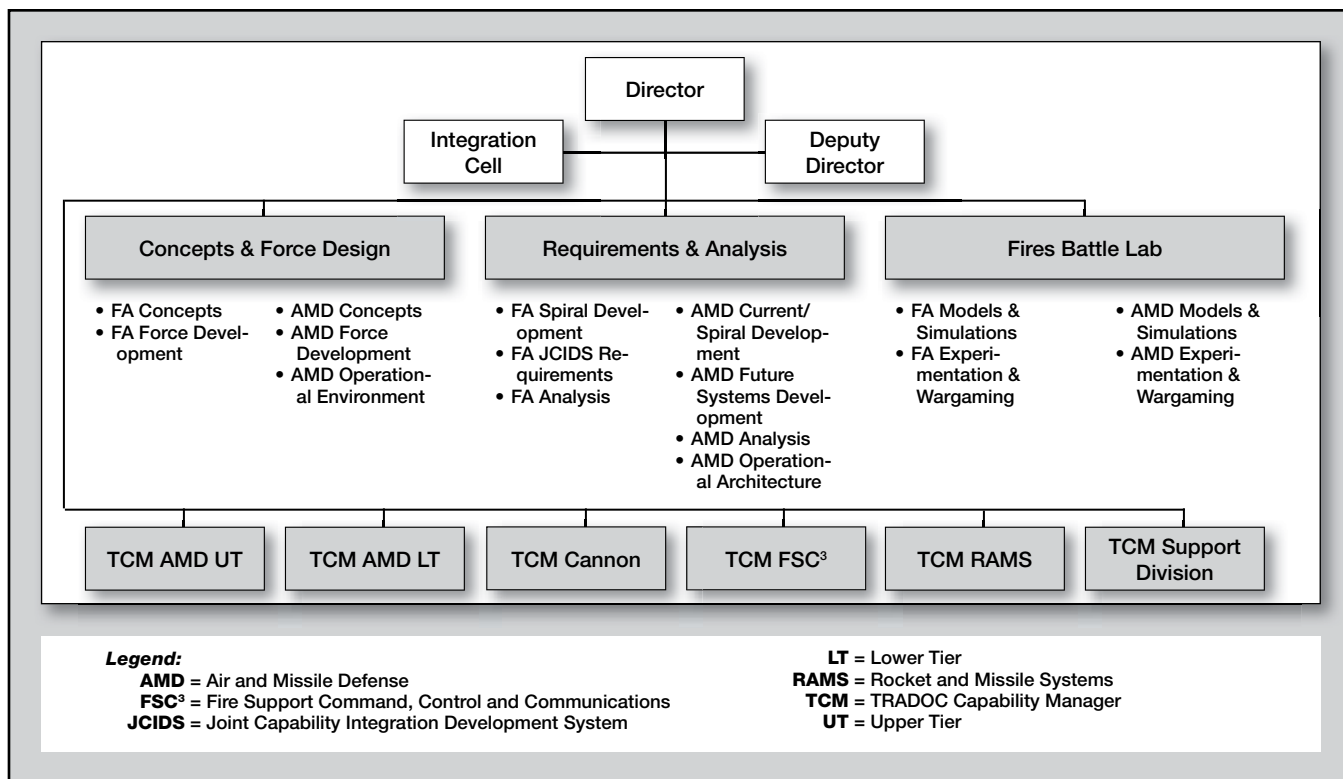 Director
Integration
Cell
Deputy
Director
Concepts & Force Design
Requirements & Analysis
Fires Battle Lab
• FA Concepts
• FA Force Devel-
opment
• AMD Concepts
• AMD Force
Development
• AMD Operation-
al Environment
• FA Spiral Devel-
opment
• FA JCIDS Re-
quirements
• FA Analysis
• AMD Current/
Spiral Develop-
ment
• AMD Future
Systems Devel-
opment
• AMD Analysis
• AMD Operation-
al Architecture
• FA Models &
Simulations
• FA Experi-
mentation &
Wargaming
• AMD Models &
Simulations
• AMD Experi-
mentation &
Wargaming
TCM AMD UT
TCM AMD LT
TCM Cannon
TCM FSC³
TCM RAMS
TCM Support
Division
Legend:
AMD = Air and Missile Defense
FSC³ = Fire Support Command, Control and Communications
JCIDS = Joint Capability Integration Development System
LT = Lower Tier
RAMS = Rocket and Missile Systems
TCM = TRADOC Capability Manager
UT = Upper Tier